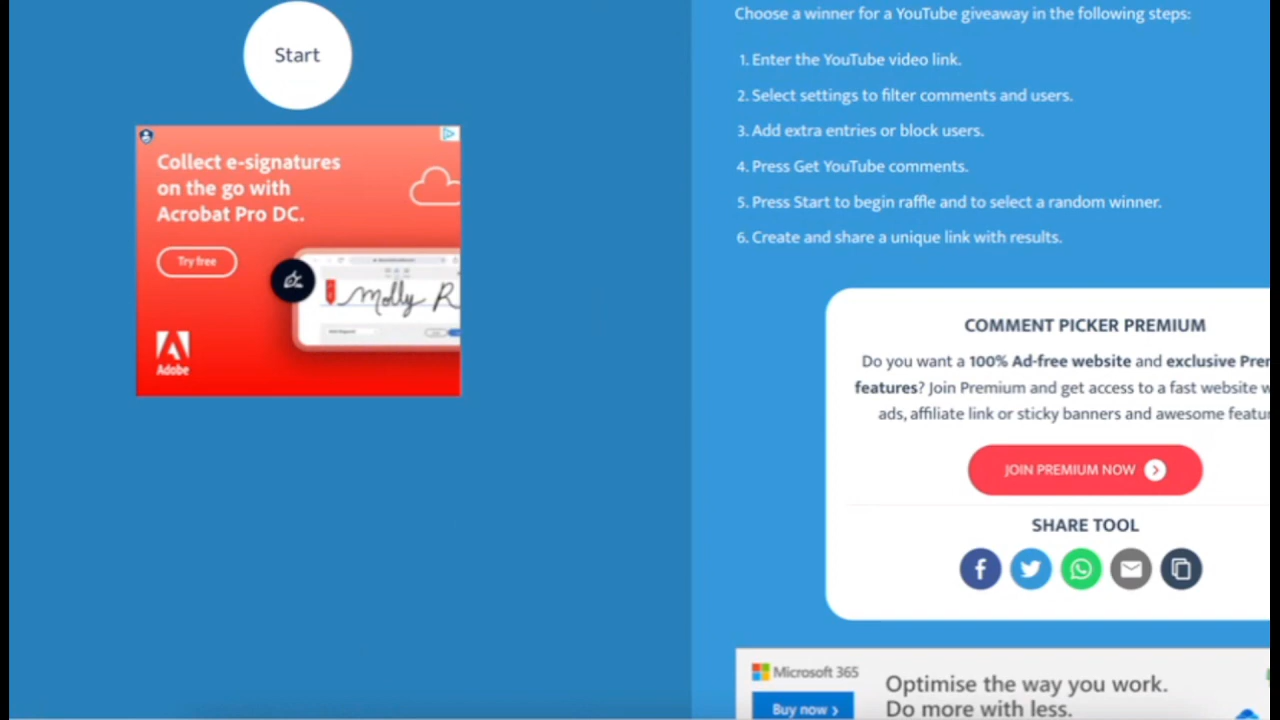 Start
Collect e-signatures
on the go with
Acrobat Pro DC.
Try free
Molly R
Adobe
Choose a winner for a YouTube giveaway in the following steps:
1. Enter the YouTube video link.
2. Select settings to filter comments and users.
3. Add extra entries or block users.
4. Press Get YouTube comments.
5. Press Start to begin raffle and to select a random winner.
6. Create and share a unique link with results.
COMMENT PICKER PREMIUM
Do you want a 100% Ad-free website and exclusive Pre
features? Join Premium and get access to a fast website w
ads, affiliate link or sticky banners and awesome featu
JOIN PREMIUM NOW
SHARE TOOL
Microsoft 365
Buy now
Optimise the way you work.
Do more with less.